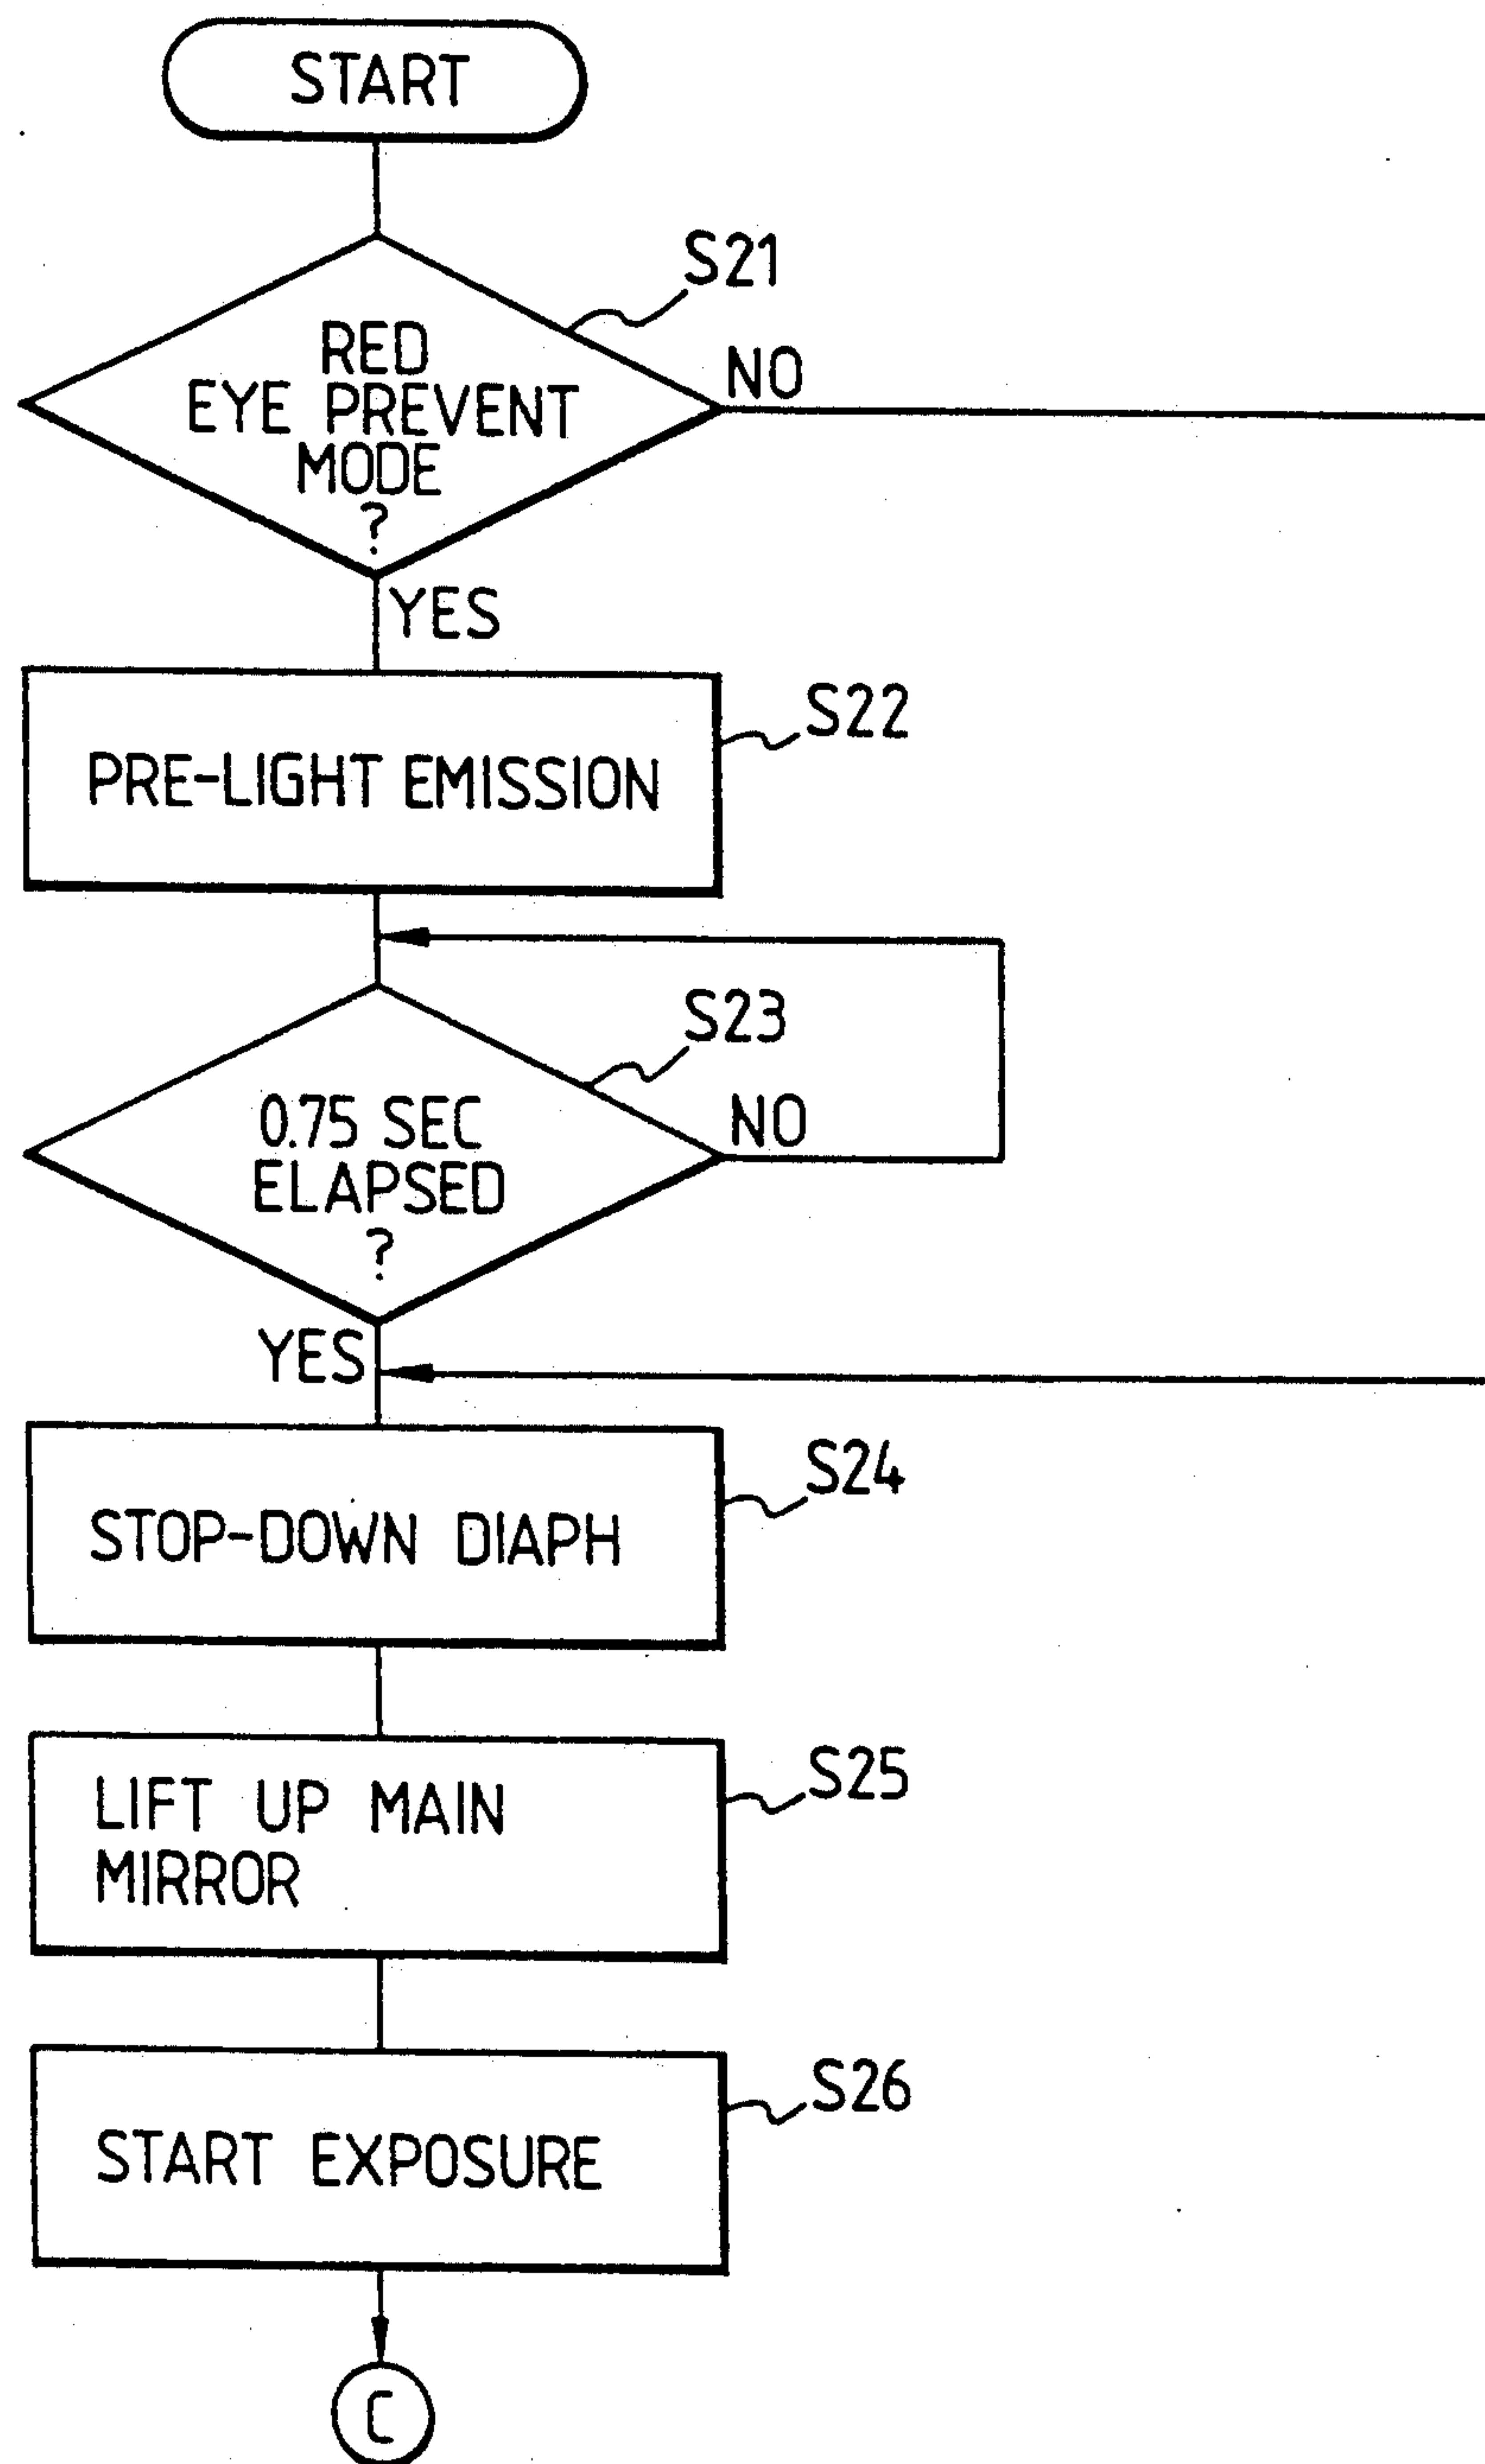 START
S21
RED
EYE PREVENT
MODE
?
NO
YES
S22
PRE-LIGHT EMISSION
S23
0.75 SEC
ELAPSED
?
NO
YES
S24
STOP-DOWN DIAPH
S25
LIFT UP MAIN
MIRROR
S26
START EXPOSURE
C